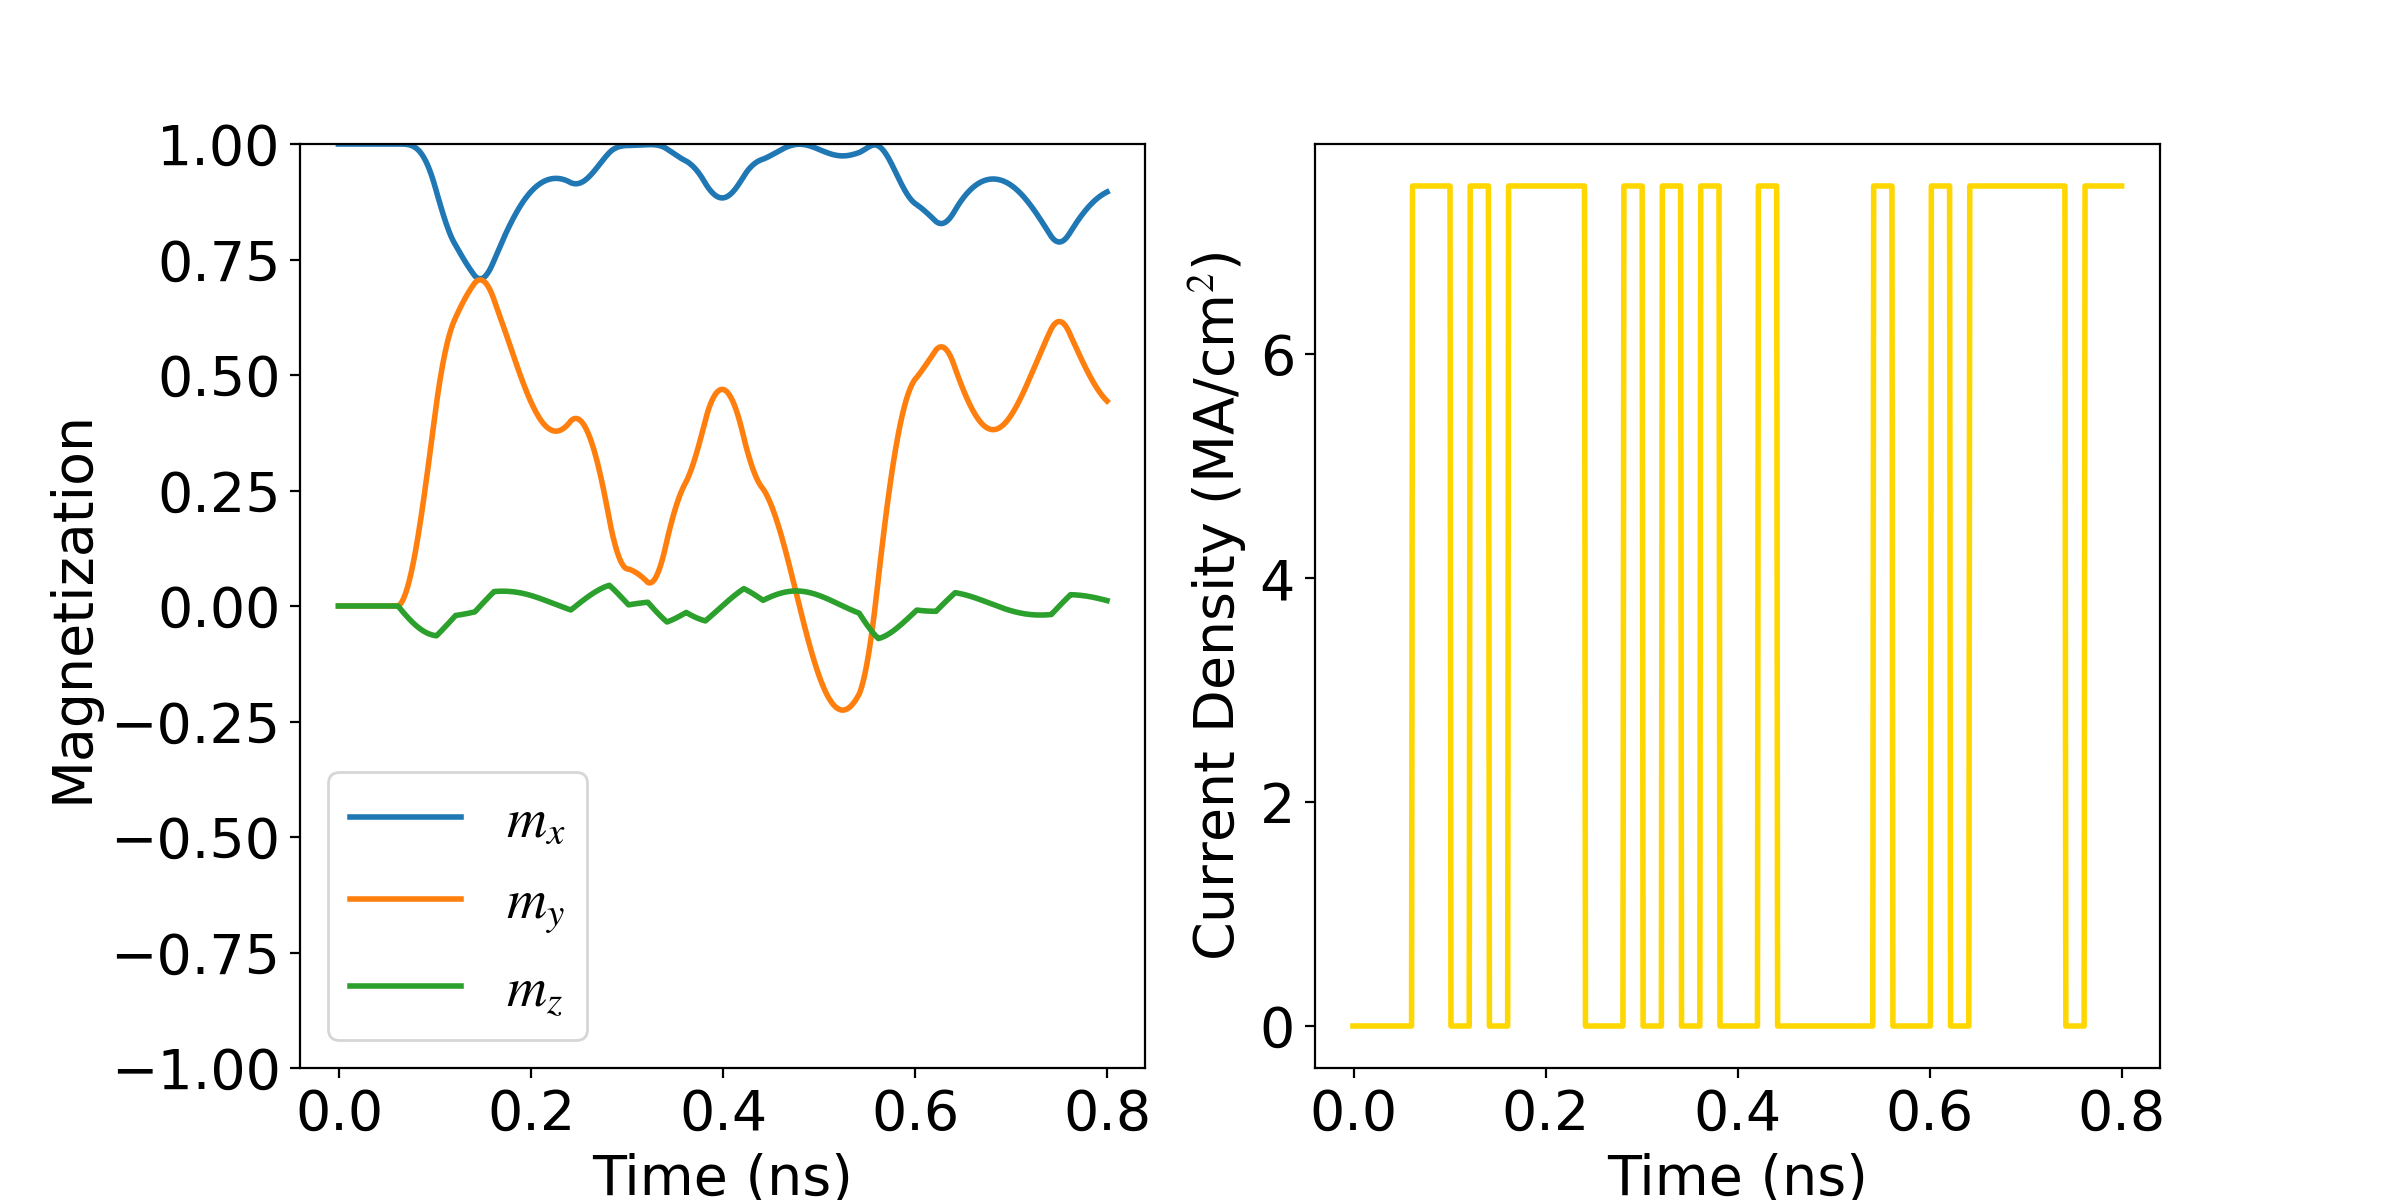 1.00
0.75
0.50
0.25
0.00
−0.25
−0.50
−0.75
−1.00
Magnetization
m_x
m_y
m_z
0.0 0.2 0.4 0.6 0.8
Time (ns)
6
4
2
0
Current Density (MA/cm²)
0.0 0.2 0.4 0.6 0.8
Time (ns)